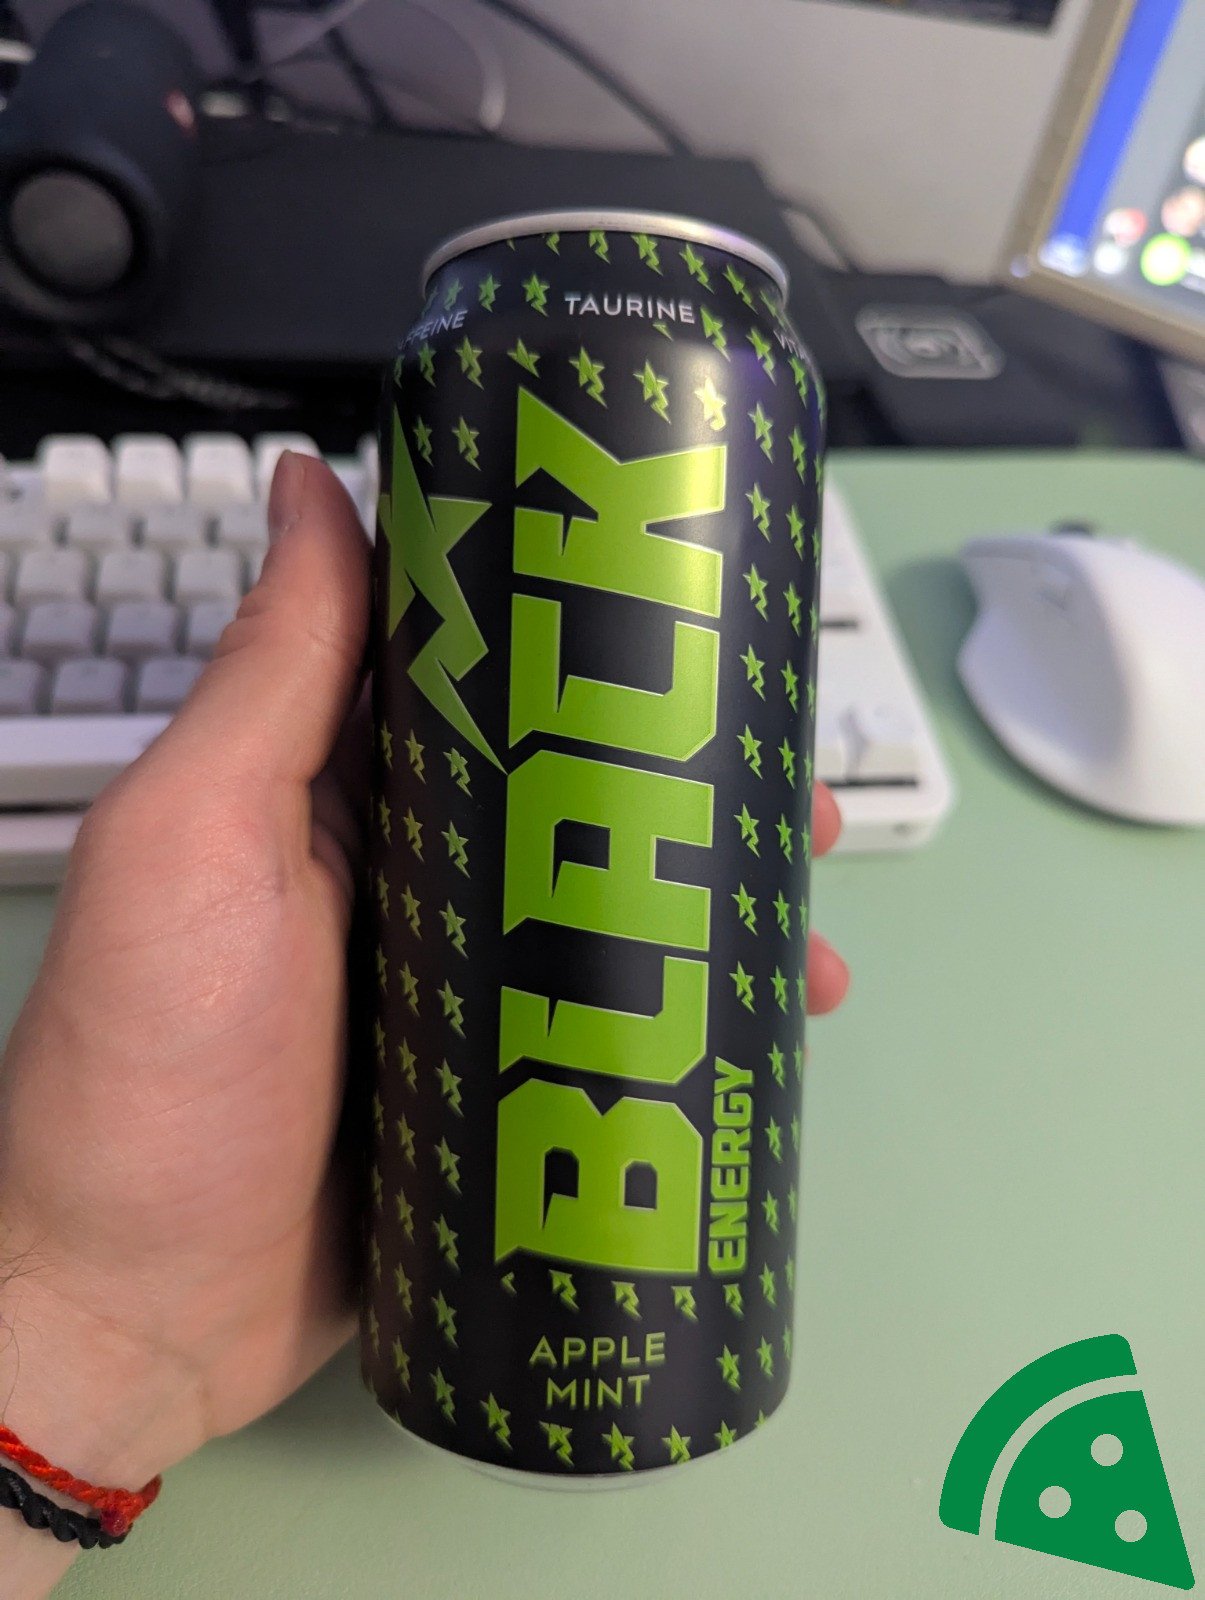 TAURINE
BLACK
ENERGY
APPLE
MINT